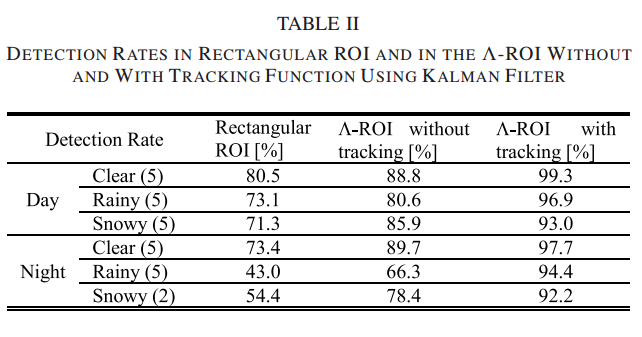 TABLE II
DETECTION RATES IN RECTANGULAR ROI AND IN THE Λ-ROI WITHOUT
AND WITH TRACKING FUNCTION USING KALMAN FILTER
Detection Rate Rectangular ROI [%] Λ-ROI without tracking [%] Λ-ROI with tracking [%]
Day Clear (5) 80.5 88.8 99.3
Rainy (5) 73.1 80.6 96.9
Snowy (5) 71.3 85.9 93.0
Night Clear (5) 73.4 89.7 97.7
Rainy (5) 43.0 66.3 94.4
Snowy (2) 54.4 78.4 92.2